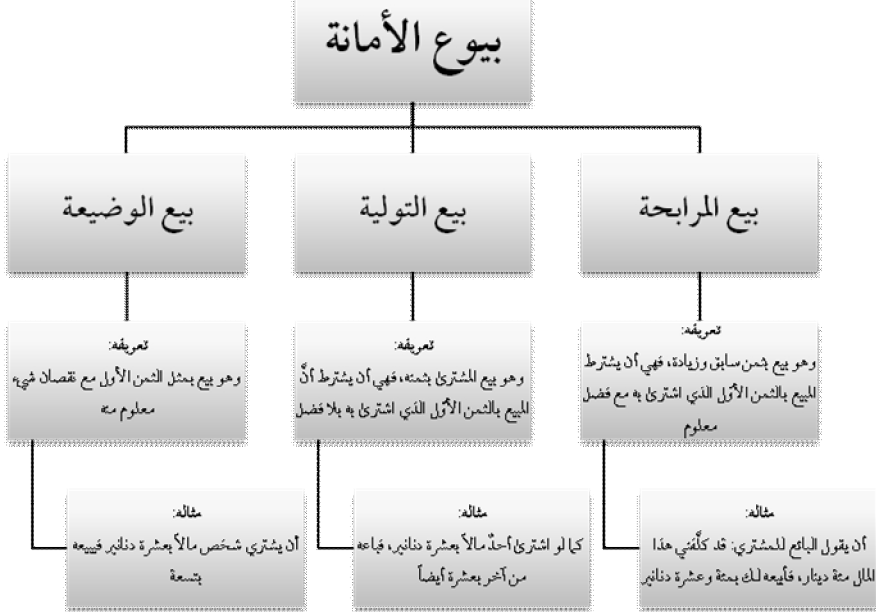 بيوع الأمانة
بيع المرابحة
بيع التولية
بيع الوضيعة
تعريفه:
وهو بيع بثمن سابق وزيادة، فهي أن يشترط
المبيع بالثمن الأوّل الذي اشترى به مع فضل
معلوم
تعريفه:
وهو بيع المشترى بثمنه، فهي أن يشترط أنَّ
المبيع بالثمن الأوّل الذي اشترى به بلا فضل
تعريفه:
وهو بيع بمثل الثمن الأول مع نقصان شيء
معلوم منه
مثاله:
أن يقول البائع للمشتري: قد كلَّفني هذا
المال مئة دينار، فأبيعه لك بمئة وعشرة دنانير
مثاله:
كما لو اشترى أحدٌ مالاً بعشرة دنانير، فباعه
من آخر بعشرة أيضاً
مثاله:
أن يشتري شخص مالاً بعشرة دنانير فيبيعه
بتسعة